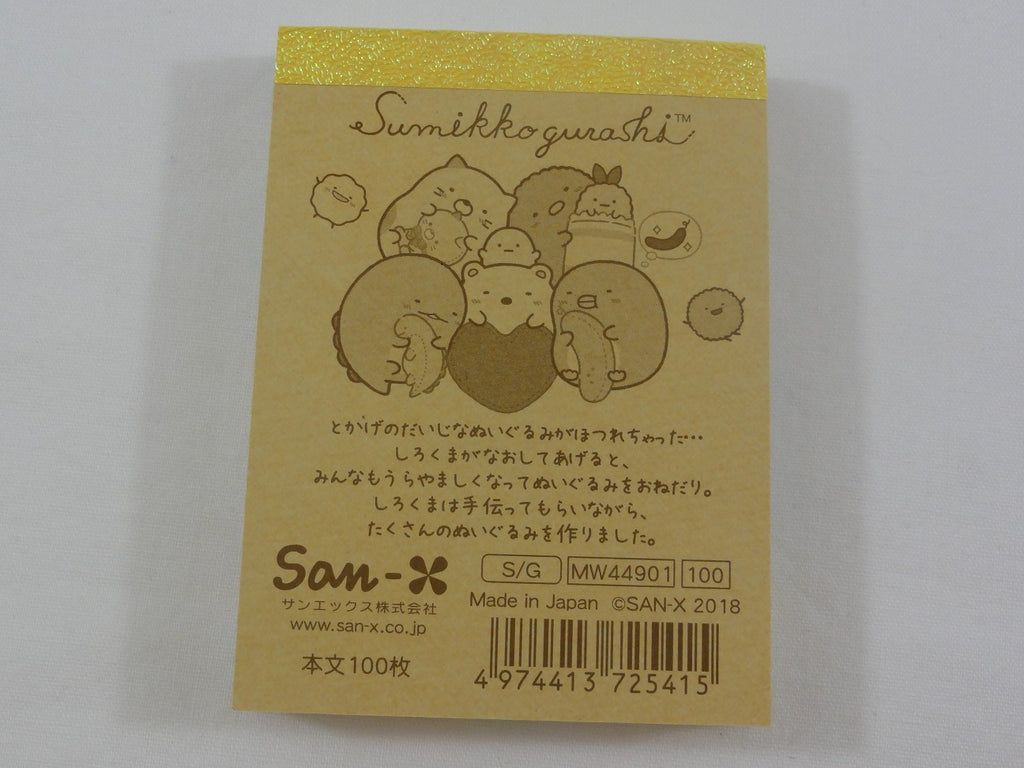 Sumikkogurashi™
とかげのだいじなぬいぐるみがほつれちゃった…
しろくまがなおしてあげると、
みんなもうらやましくなってぬいぐるみをおねだり。
しろくまは手伝ってもらいながら、
たくさんのぬいぐるみを作りました。
San-X
サンエックス株式会社
www.san-x.co.jp
本文100枚
S/G MW44901 100
Made in Japan ©SAN-X 2018
4 974413 725415